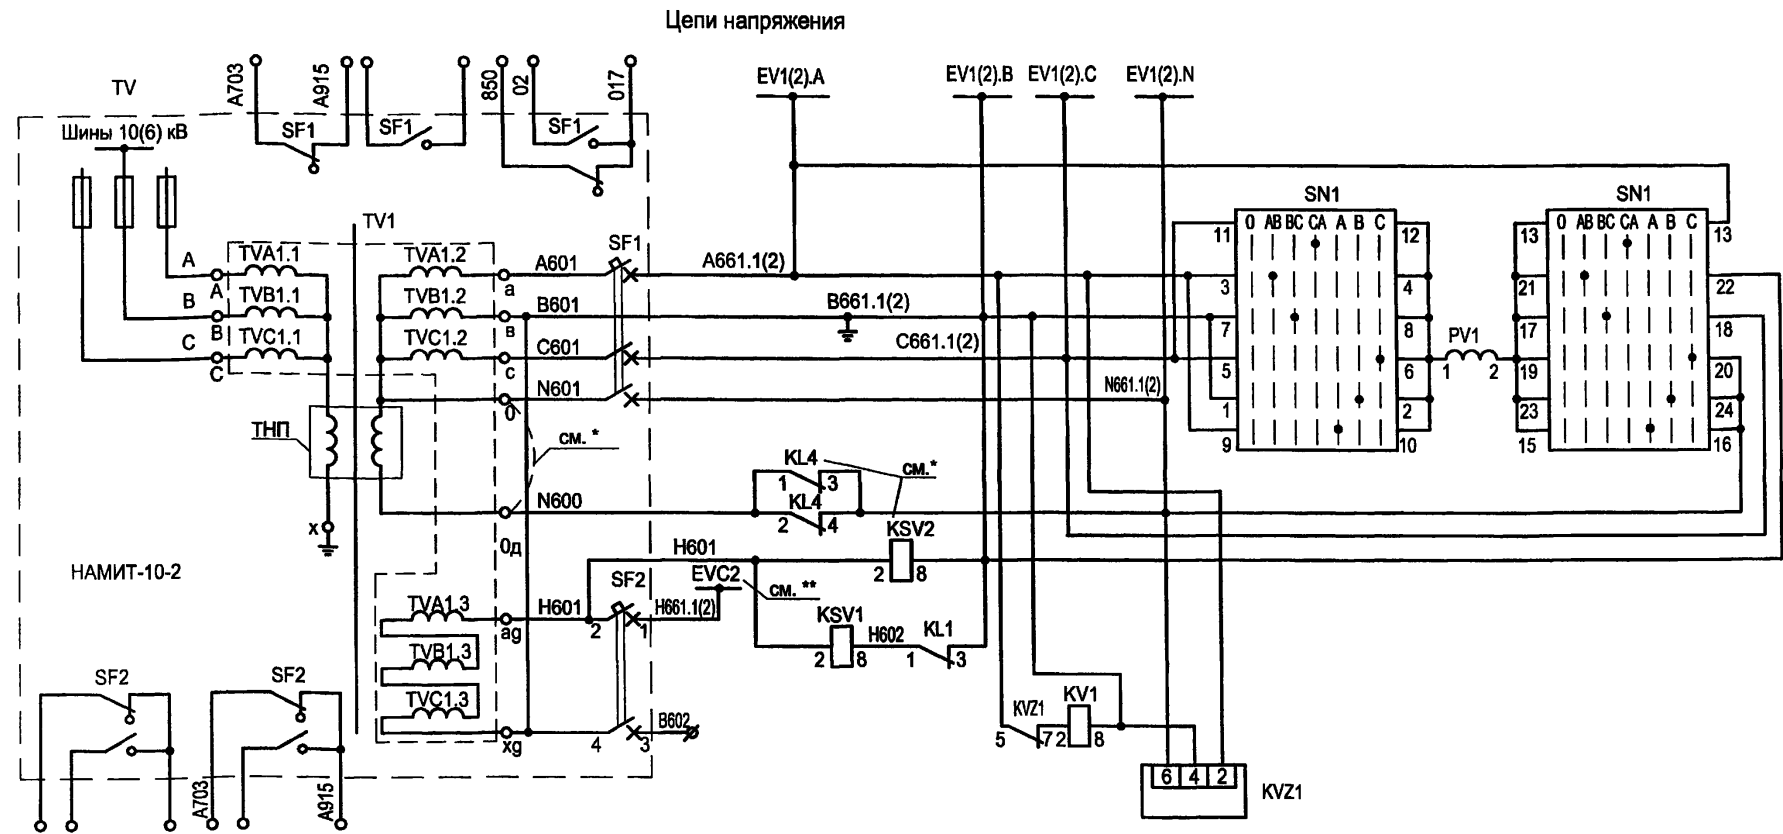 Цепи напряжения
TV
A703
A915
850
02
017
EV1(2).A
EV1(2).B
EV1(2).C
EV1(2).N
Шины 10(6) кВ
SF1
SF1
SF1
SN1
SN1
0 AB BC CA A B C
0 AB BC CA A B C
TV1
A
A
B
B
C
C
TVA1.1
TVB1.1
TVC1.1
TVA1.2
TVB1.2
TVC1.2
a
в
с
0
A601
B601
C601
N601
SF1
A661.1(2)
B661.1(2)
C661.1(2)
N661.1(2)
11
3
7
5
1
9
12
4
8
6
2
10
PV1
1
2
13
21
17
19
23
15
13
22
18
20
24
16
ТНП
см. *
x
N600
0д
KL4
1
3
KL4
2
4
см.*
KSV2
2
8
НАМИТ-10-2
H601
EVC2
см. **
TVA1.3
TVB1.3
TVC1.3
ag
xg
H601
SF2
2
1
H661.1(2)
KSV1
2
8
H602
KL1
1
3
4
3
B602
KVZ1
5
7
KV1
2
8
6 4 2
KVZ1
SF2
SF2
A703
A915